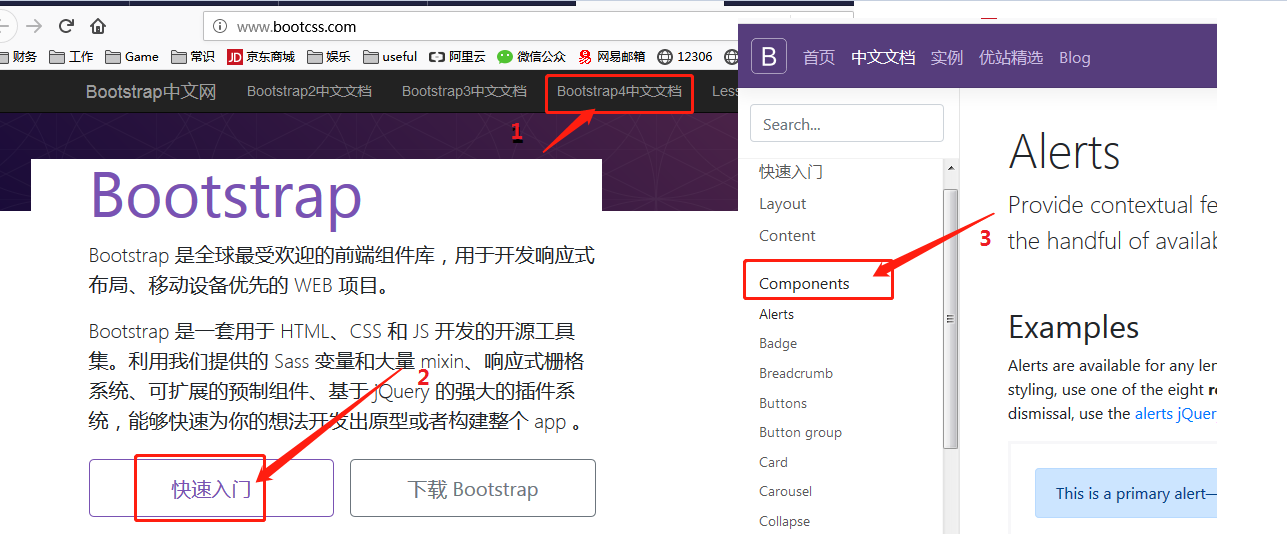 www.bootcss.com
财务 工作 Game 常识 JD 京东商城 娱乐 useful 阿里云 微信公众 网易邮箱 12306
Bootstrap中文网 Bootstrap2中文文档 Bootstrap3中文文档 Bootstrap4中文文档 Less
1
Bootstrap
Bootstrap 是全球最受欢迎的前端组件库，用于开发响应式
布局、移动设备优先的 WEB 项目。
Bootstrap 是一套用于 HTML、CSS 和 JS 开发的开源工具
集。利用我们提供的 Sass 变量和大量 mixin、响应式栅格
系统、可扩展的预制组件、基于 jQuery 的强大的插件系
统，能够快速为你的想法开发出原型或者构建整个 app 。
2
快速入门 下载 Bootstrap
B 首页 中文文档 实例 优站精选 Blog
Search...
快速入门
Layout
Content
Components
Alerts
Badge
Breadcrumb
Buttons
Button group
Card
Carousel
Collapse
3
Alerts
Provide contextual fe
the handful of availab
Examples
Alerts are available for any ler
styling, use one of the eight re
dismissal, use the alerts jQuer
This is a primary alert—